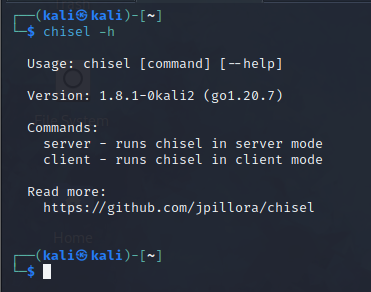 ┌──(kali㉿kali)-[~]
└─$ chisel -h
Usage: chisel [command] [--help]
Version: 1.8.1-0kali2 (go1.20.7)
Commands:
server - runs chisel in server mode
client - runs chisel in client mode
Read more:
https://github.com/jpillora/chisel
Home
┌──(kali㉿kali)-[~]
└─$